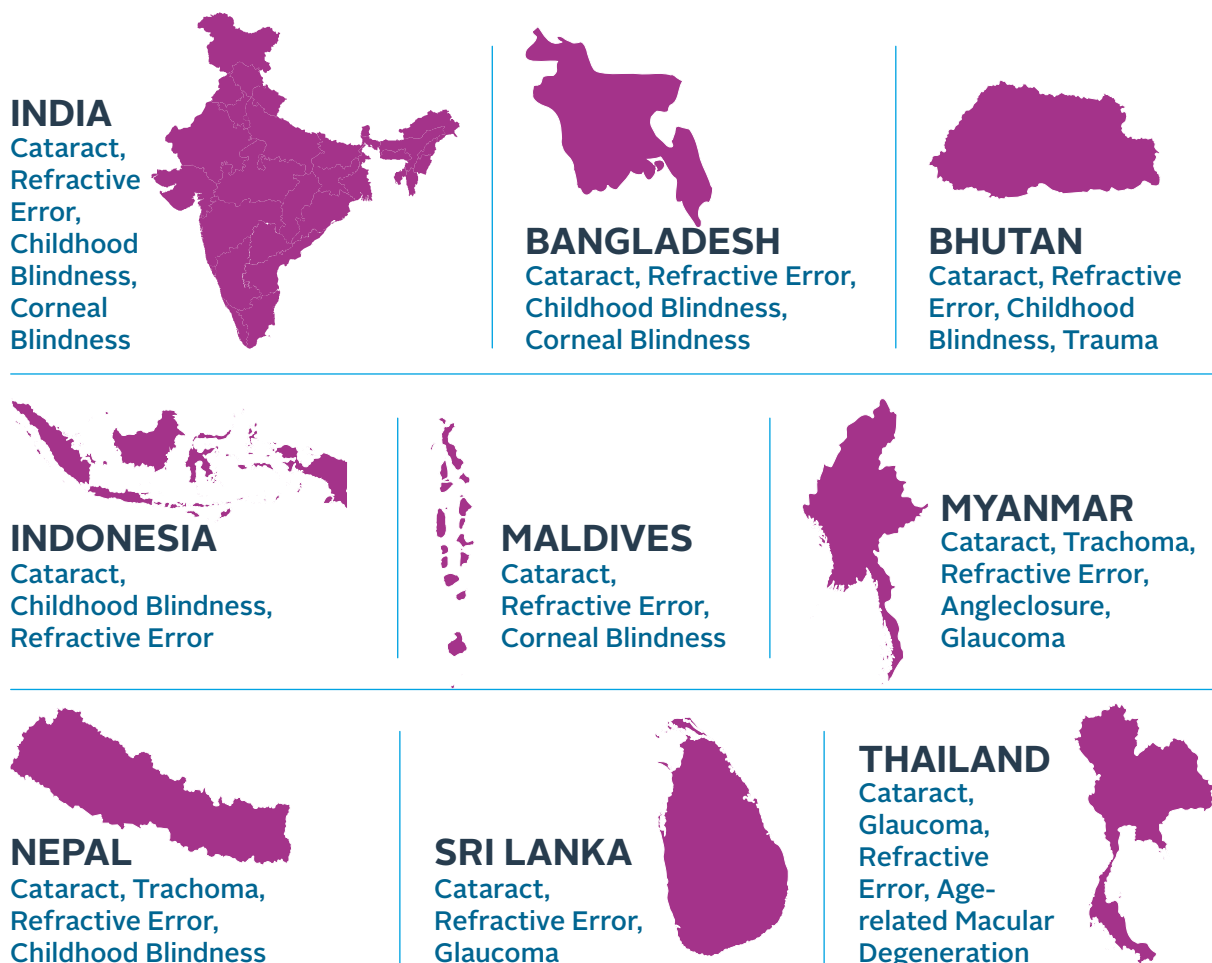 INDIA
Cataract,
Refractive
Error,
Childhood
Blindness,
Corneal
Blindness
BANGLADESH
Cataract, Refractive Error,
Childhood Blindness,
Corneal Blindness
BHUTAN
Cataract, Refractive
Error, Childhood
Blindness, Trauma
INDONESIA
Cataract,
Childhood Blindness,
Refractive Error
MALDIVES
Cataract,
Refractive Error,
Corneal Blindness
MYANMAR
Cataract, Trachoma,
Refractive Error,
Angleclosure,
Glaucoma
NEPAL
Cataract, Trachoma,
Refractive Error,
Childhood Blindness
SRI LANKA
Cataract,
Refractive Error,
Glaucoma
THAILAND
Cataract,
Glaucoma,
Refractive
Error, Age-
related Macular
Degeneration